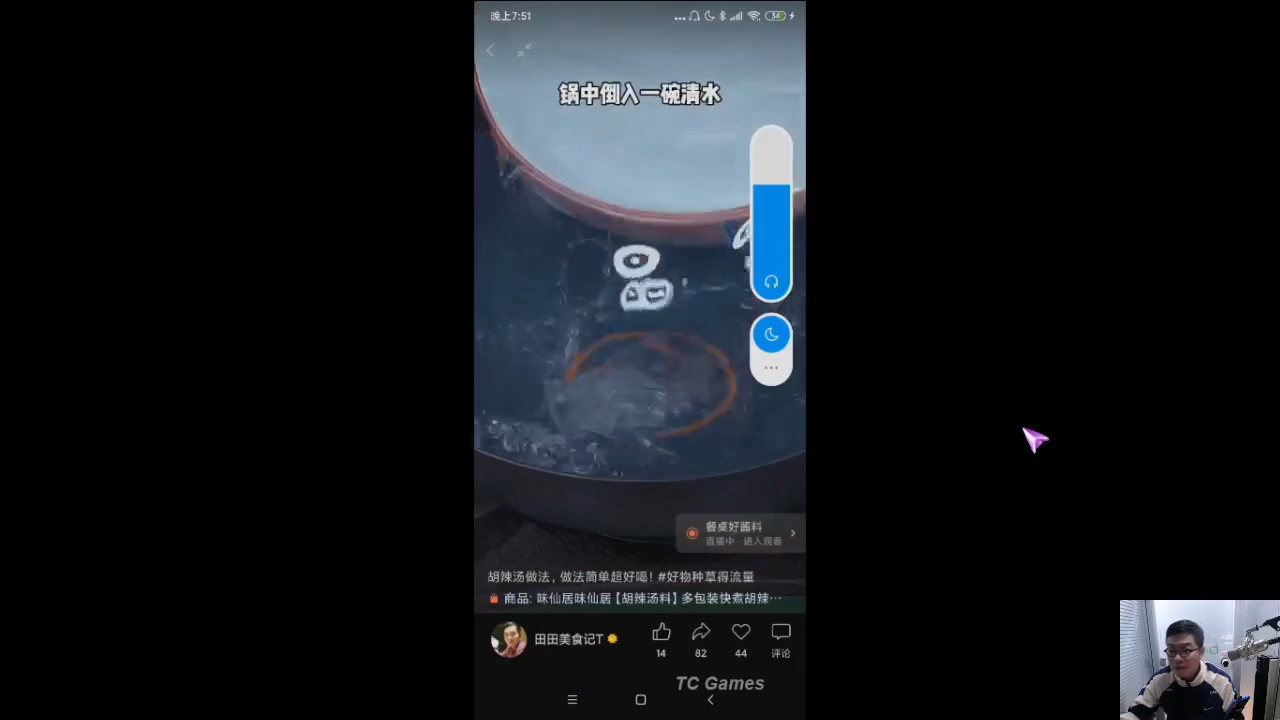 晚上7:51
34
锅中倒入一碗清水
餐桌好酱料
直播中 · 进入观看
胡辣汤做法，做法简单超好喝！#好物种草得流量
商品: 味仙居味仙居【胡辣汤料】多包装快煮胡辣…
田田美食记T
14
82
44
评论
TC Games